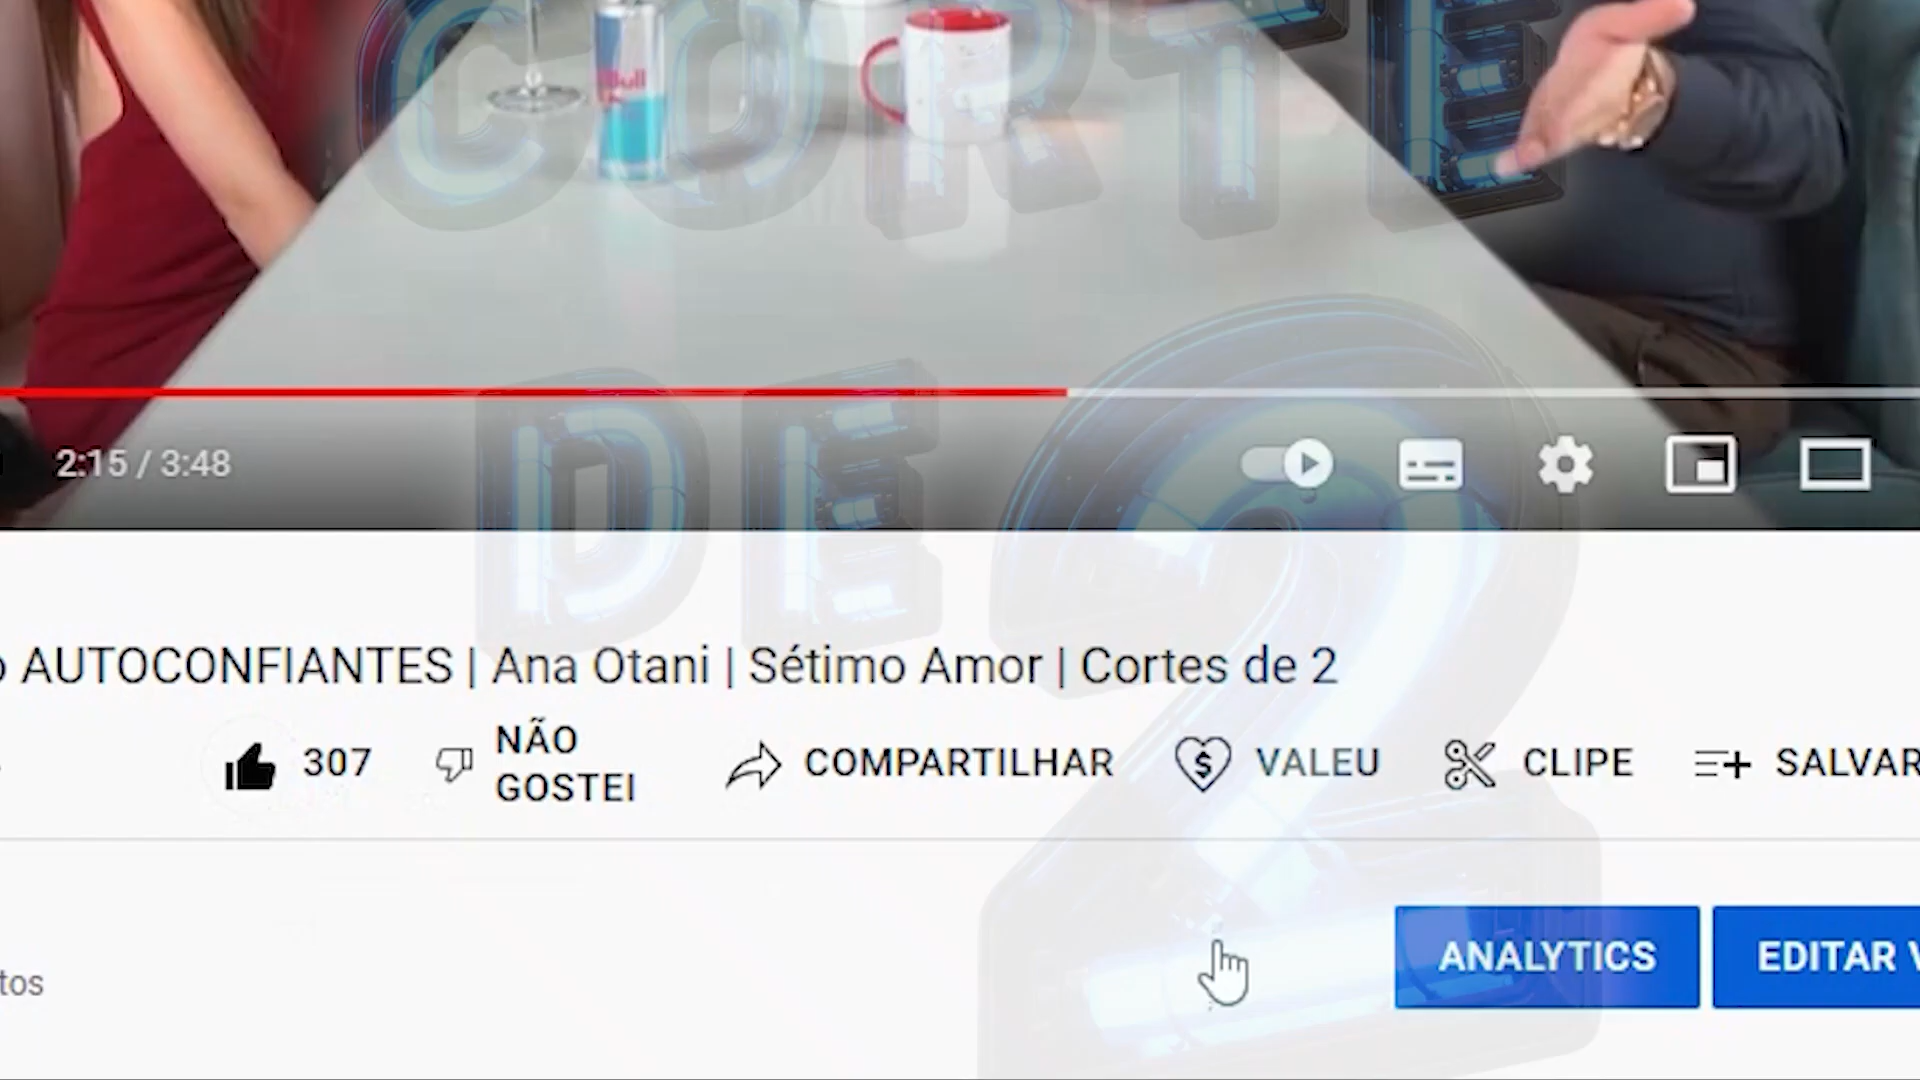 CORTE
Bull
DE 2
2:15 / 3:48
AUTOCONFIANTES | Ana Otani | Sétimo Amor | Cortes de 2
307
NÃO
GOSTEI
COMPARTILHAR
VALEU
CLIPE
SALVAR
ANALYTICS
EDITAR V
tos